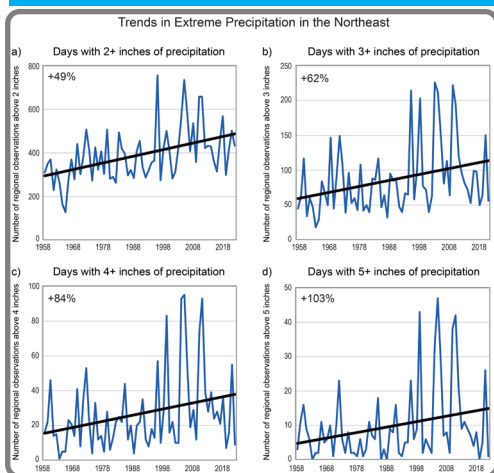 Trends in Extreme Precipitation in the Northeast
a) Days with 2+ inches of precipitation
Number of regional observations above 2 inches
+49%
800
600
400
200
0
1958 1968 1978 1988 1998 2008 2018
b) Days with 3+ inches of precipitation
Number of regional observations above 3 inches
+62%
250
200
150
100
50
0
1958 1968 1978 1988 1998 2008 2018
c) Days with 4+ inches of precipitation
Number of regional observations above 4 inches
+84%
100
80
60
40
20
0
1958 1968 1978 1988 1998 2008 2018
d) Days with 5+ inches of precipitation
Number of regional observations above 5 inches
+103%
50
40
30
20
10
0
1958 1968 1978 1988 1998 2008 2018